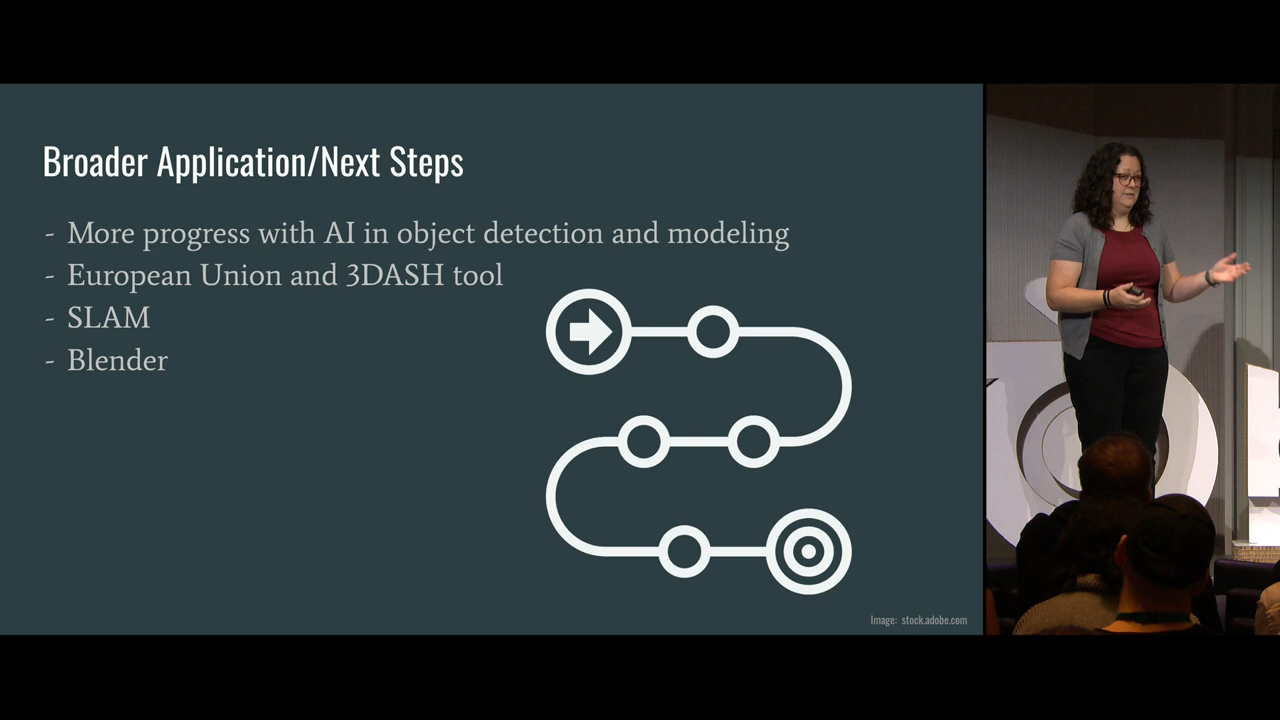 Broader Application/Next Steps
- More progress with AI in object detection and modeling
- European Union and 3DASH tool
- SLAM
- Blender
Image: stock.adobe.com